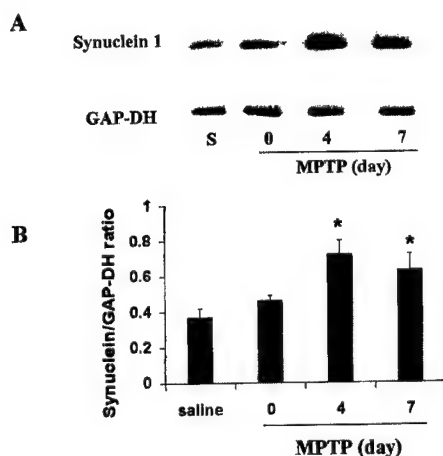 A
Synuclein 1
GAP-DH
S 0 4 7
MPTP (day)
B
Synuclein/GAP-DH ratio
1
0.8
0.6
0.4
0.2
0
* *
saline 0 4 7
MPTP (day)